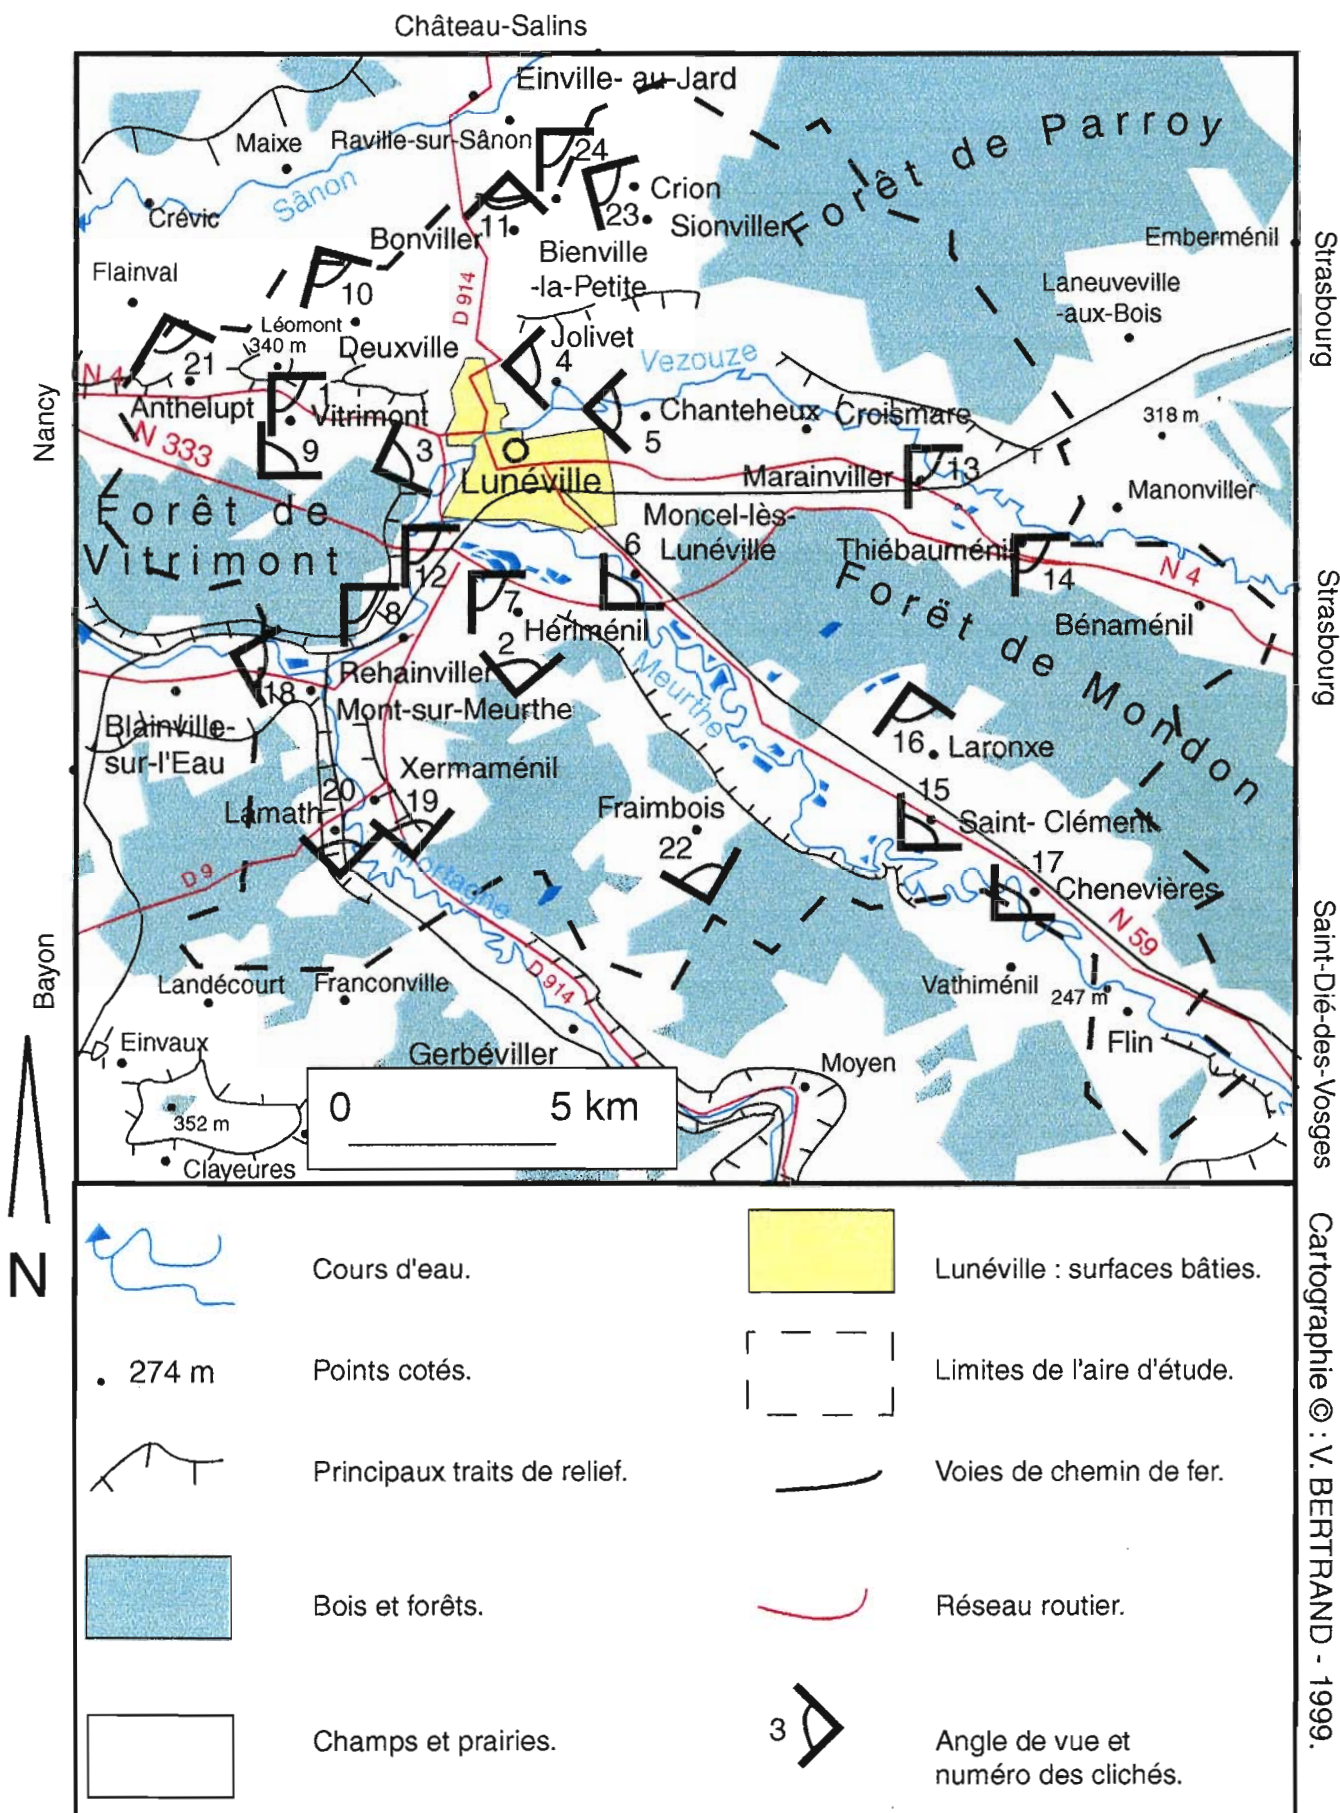 Château-Salins
Einville- au-Jard
Maixe
Raville-sur-Sânon
24
Forêt de Parroy
Sânon
Crévic
Crion
23
Sionviller
11
Bonviller
Bienville
-la-Petite
Emberménil
Strasbourg
Flainval
10
D 914
Laneuveville
-aux-Bois
Léomont
340 m
Deuxville
Jolivet
4
Vezouze
21
N 4
Anthelupt
1
Vitrimont
Chanteheux
Croismare
318 m
Nancy
N 333
9
3
5
Marainviller
13
Lunéville
Manonviller
Forêt de
Vitrimont
Moncel-lès-
Lunéville
6
Thiébauménil
14
N 4
Strasbourg
12
8
7
Hériménil
2
Forët de Mondon
Bénaménil
Rehainviller
18
Mont-sur-Meurthe
Meurthe
Blainville-
sur-l'Eau
16
Laronxe
Xermaménil
20
19
Lamath
Fraimbois
22
15
Saint- Clément
17
Chenevières
D 9
Mortagne
N 59
Bayon
D 914
Landécourt
Franconville
Vathiménil
247 m
Flin
Saint-Dié-des-Vosges
Einvaux
Gerbéviller
Moyen
352 m
Clayeures
0
5 km
N
Cours d'eau.
Lunéville : surfaces bâties.
274 m
Points cotés.
Limites de l'aire d'étude.
Principaux traits de relief.
Voies de chemin de fer.
Bois et forêts.
Réseau routier.
Champs et prairies.
3
Angle de vue et
numéro des clichés.
Cartographie © : V. BERTRAND - 1999.